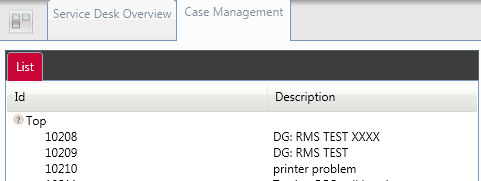 Service Desk Overview Case Management
List
Id Description
? Top
10208 DG: RMS TEST XXXX
10209 DG: RMS TEST
10210 printer problem